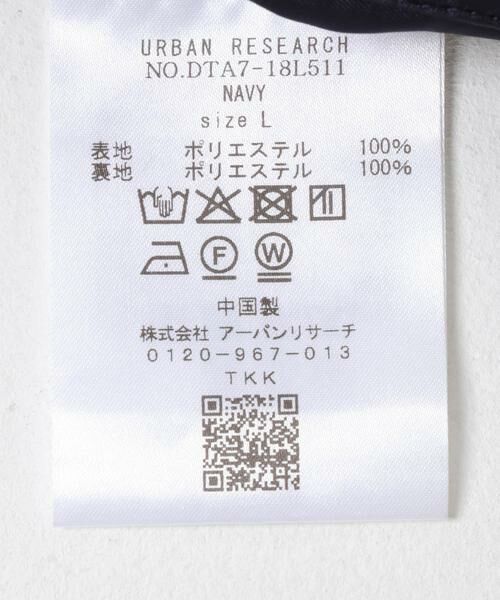 URBAN RESEARCH
NO.DTA7-18L511
NAVY
size L
表地 ポリエステル 100%
裏地 ポリエステル 100%
F W
中国製
株式会社 アーバンリサーチ
0120-967-013
TKK